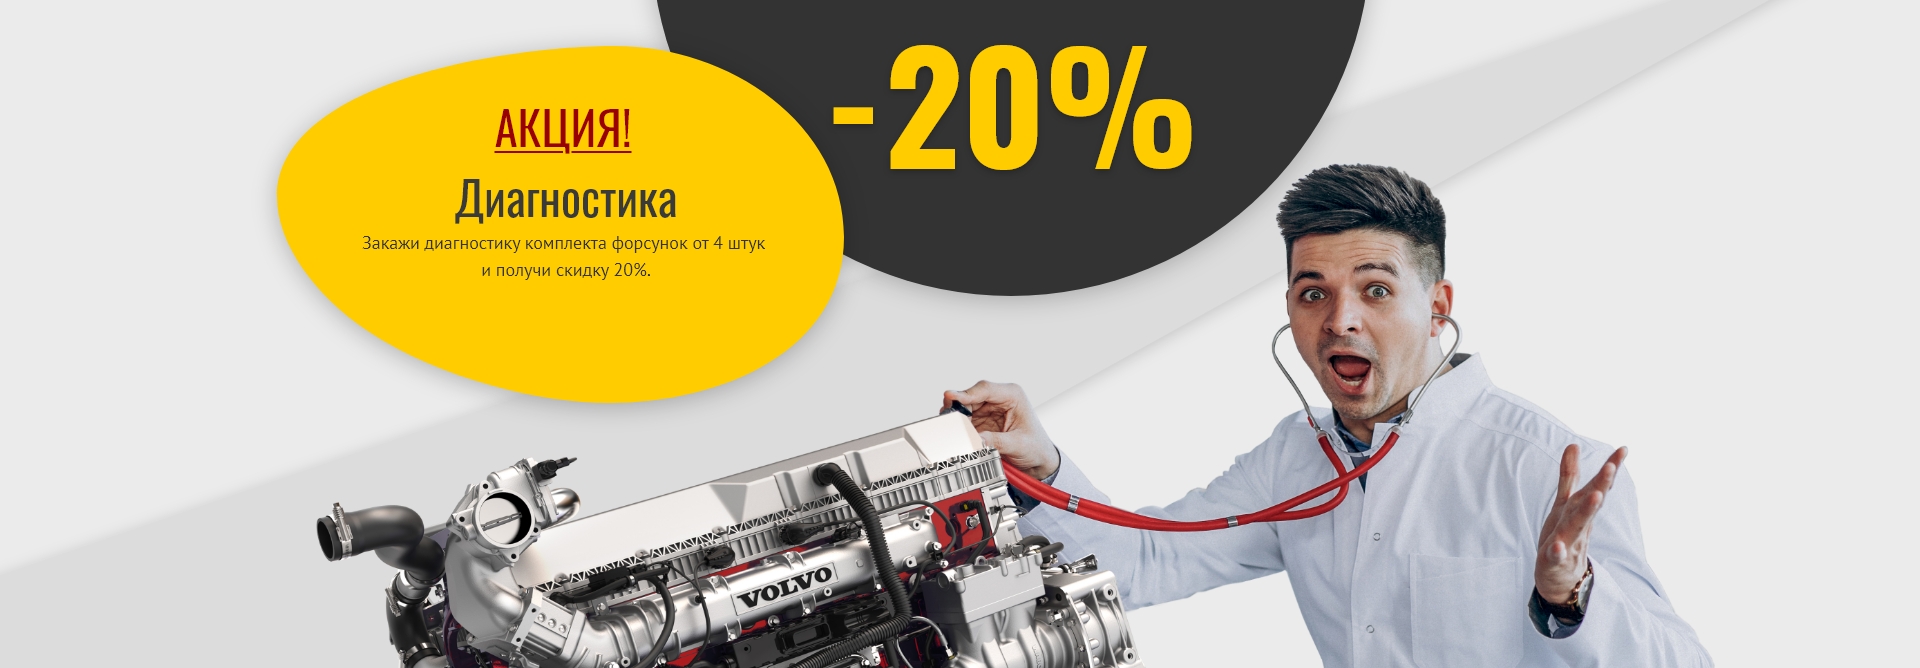 АКЦИЯ!
-20%
Диагностика
Закажи диагностику комплекта форсунок от 4 штук
и получи скидку 20%.
VOLVO